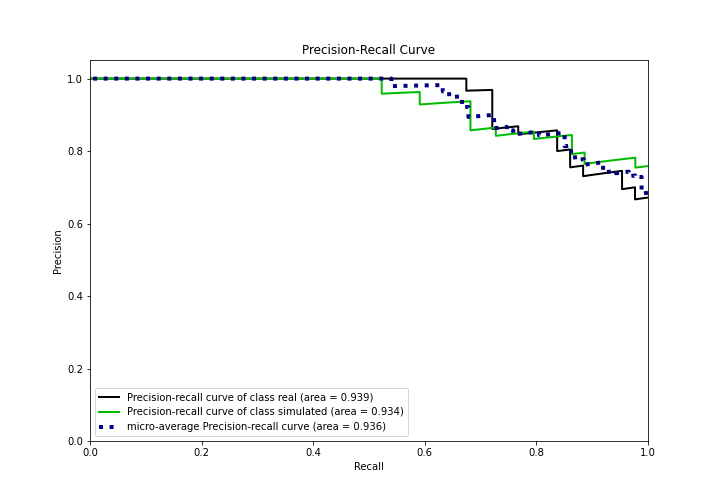 Precision-Recall Curve
1.0
0.8
0.6
0.4
0.2
0.0
Precision
Precision-recall curve of class real (area = 0.939)
Precision-recall curve of class simulated (area = 0.934)
micro-average Precision-recall curve (area = 0.936)
0.0 0.2 0.4 0.6 0.8 1.0
Recall